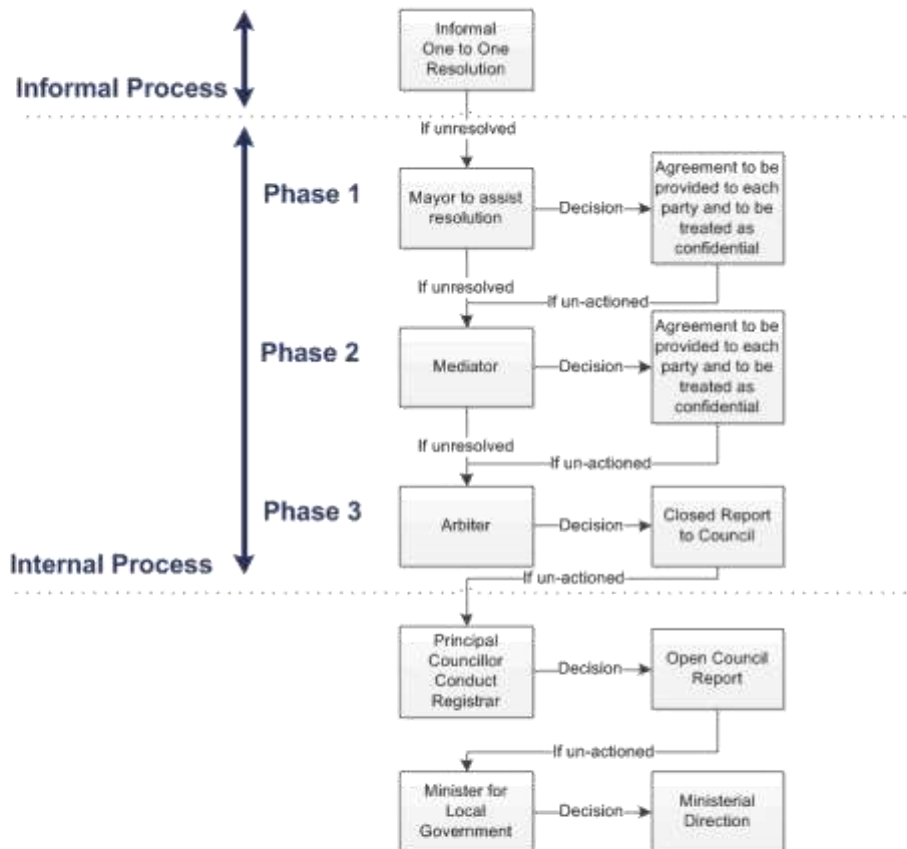 Informal
One to One
Resolution
Informal Process
If unresolved
Phase 1
Mayor to assist
resolution
Decision
Agreement to be
provided to each
party and to be
treated as
confidential
If unresolved
If un-actioned
Phase 2
Mediator
Decision
Agreement to be
provided to each
party and to be
treated as
confidential
If unresolved
If un-actioned
Phase 3
Arbiter
Decision
Closed Report
to Council
Internal Process
If un-actioned
Principal
Councillor
Conduct
Registrar
Decision
Open Council
Report
If un-actioned
Minister for
Local
Government
Decision
Ministerial
Direction